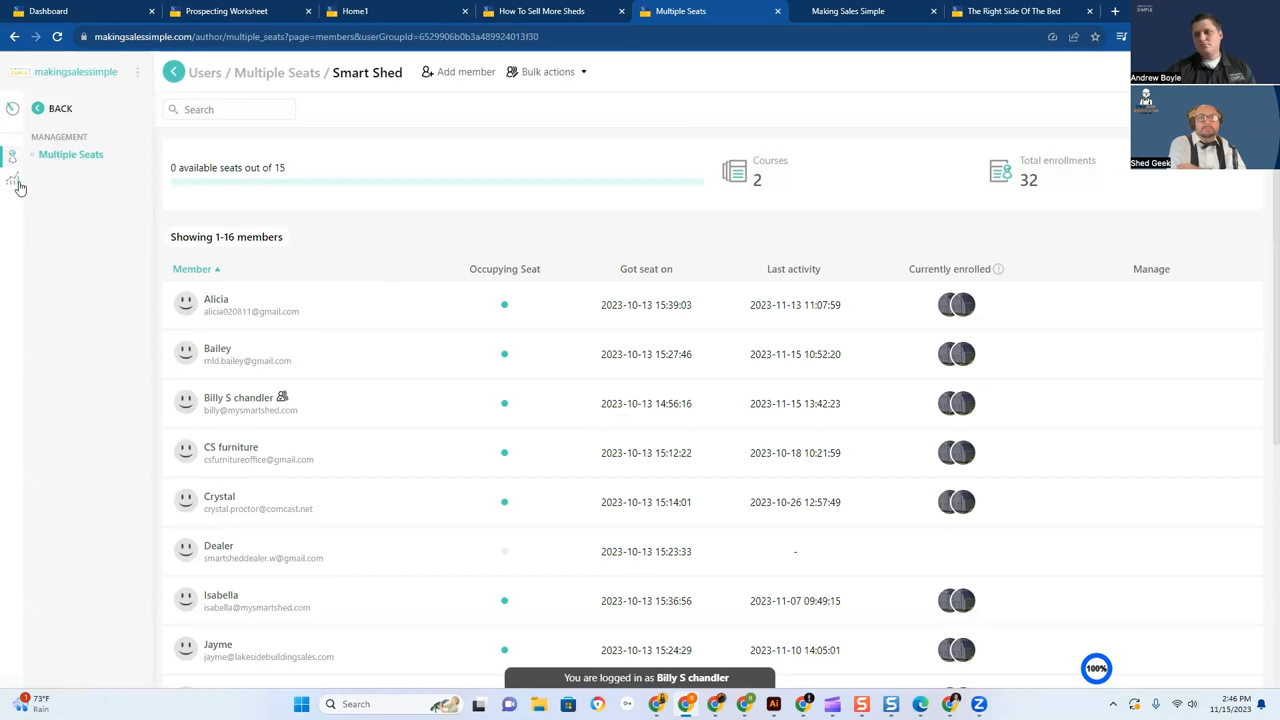 Dashboard
Prospecting Worksheet
Home1
How To Sell More Sheds
Multiple Seats
Making Sales Simple
The Right Side Of The Bed
makingsalessimple.com/author/multiple_seats?page=members&userGroupId=6529906b0b3a489924013f30
makingsalessimple
Users / Multiple Seats / Smart Shed
Add member
Bulk actions
Andrew Boyle
Shed Geek
BACK
Search
MANAGEMENT
Multiple Seats
0 available seats out of 15
Courses
2
Total enrollments
32
Showing 1-16 members
Member
Occupying Seat
Got seat on
Last activity
Currently enrolled
Manage
Alicia
alicia020811@gmail.com
2023-10-13 15:39:03
2023-11-13 11:07:59
Bailey
mld.bailey@gmail.com
2023-10-13 15:27:46
2023-11-15 10:52:20
Billy S chandler
billy@mysmartshed.com
2023-10-13 14:56:16
2023-11-15 13:42:23
CS furniture
csfurnitureoffice@gmail.com
2023-10-13 15:12:22
2023-10-18 10:21:59
Crystal
crystal.proctor@comcast.net
2023-10-13 15:14:01
2023-10-26 12:57:49
Dealer
smartsheddealer.w@gmail.com
2023-10-13 15:23:33
-
Isabella
isabella@mysmartshed.com
2023-10-13 15:36:56
2023-11-07 09:49:15
Jayme
jayme@lakesidebuildingsales.com
2023-10-13 15:24:29
2023-11-10 14:05:01
You are logged in as Billy S chandler
100%
1
73°F
Rain
Search
2:46 PM
11/15/2023